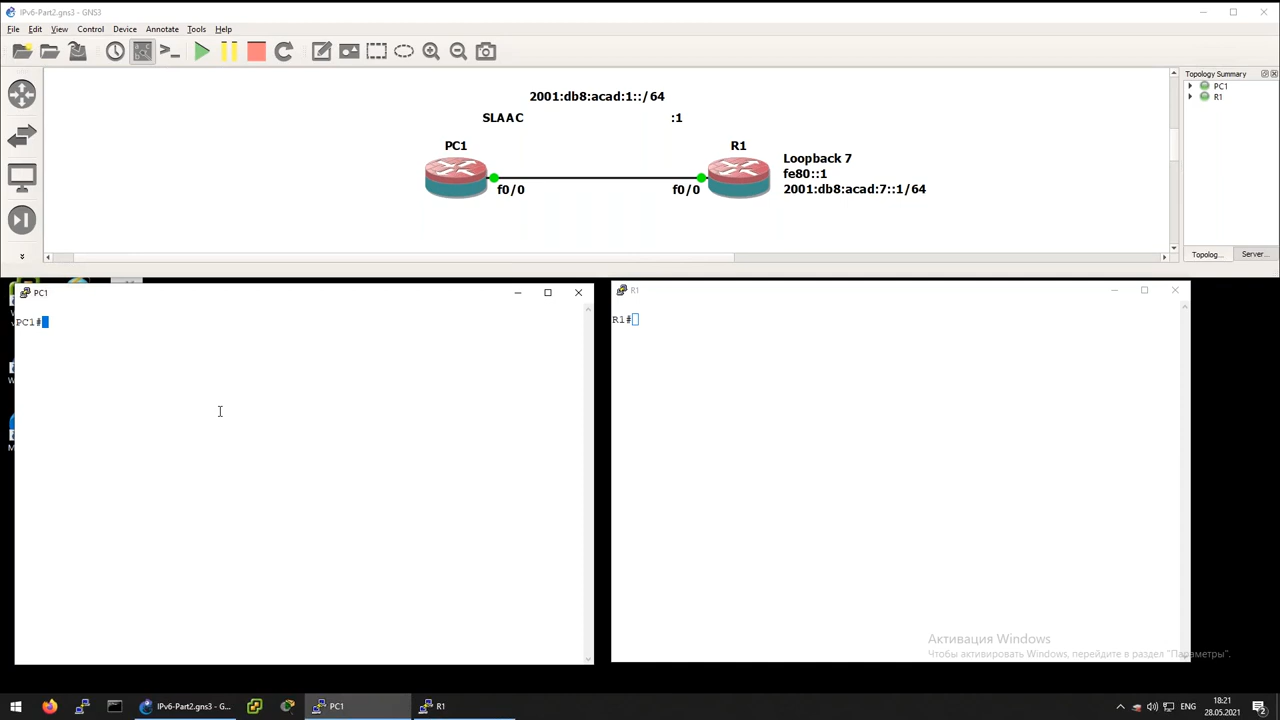 IPv6-Part2.gns3 - GNS3
File Edit View Control Device Annotate Tools Help
Topology Summary
PC1
R1
2001:db8:acad:1::/64
SLAAC :1
PC1 R1
Loopback 7
fe80::1
2001:db8:acad:7::1/64
f0/0 f0/0
Topolog... Server...
PC1
PC1#
R1
R1#
Активация Windows
Чтобы активировать Windows, перейдите в раздел "Параметры".
IPv6-Part2.gns3 - G... PC1 R1
ENG
18:21
28.05.2021
2